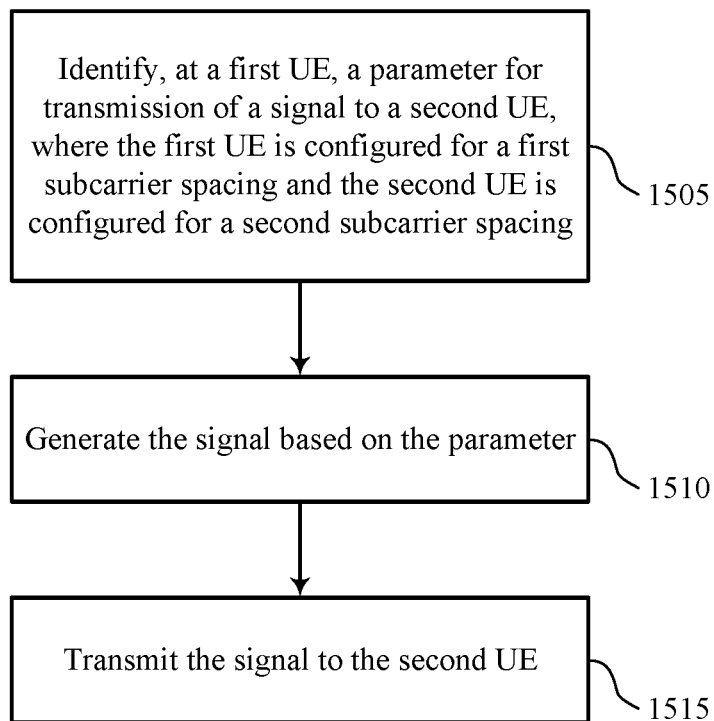 Identify, at a first UE, a parameter for
transmission of a signal to a second UE,
where the first UE is configured for a first
subcarrier spacing and the second UE is
configured for a second subcarrier spacing
1505
Generate the signal based on the parameter
1510
Transmit the signal to the second UE
1515